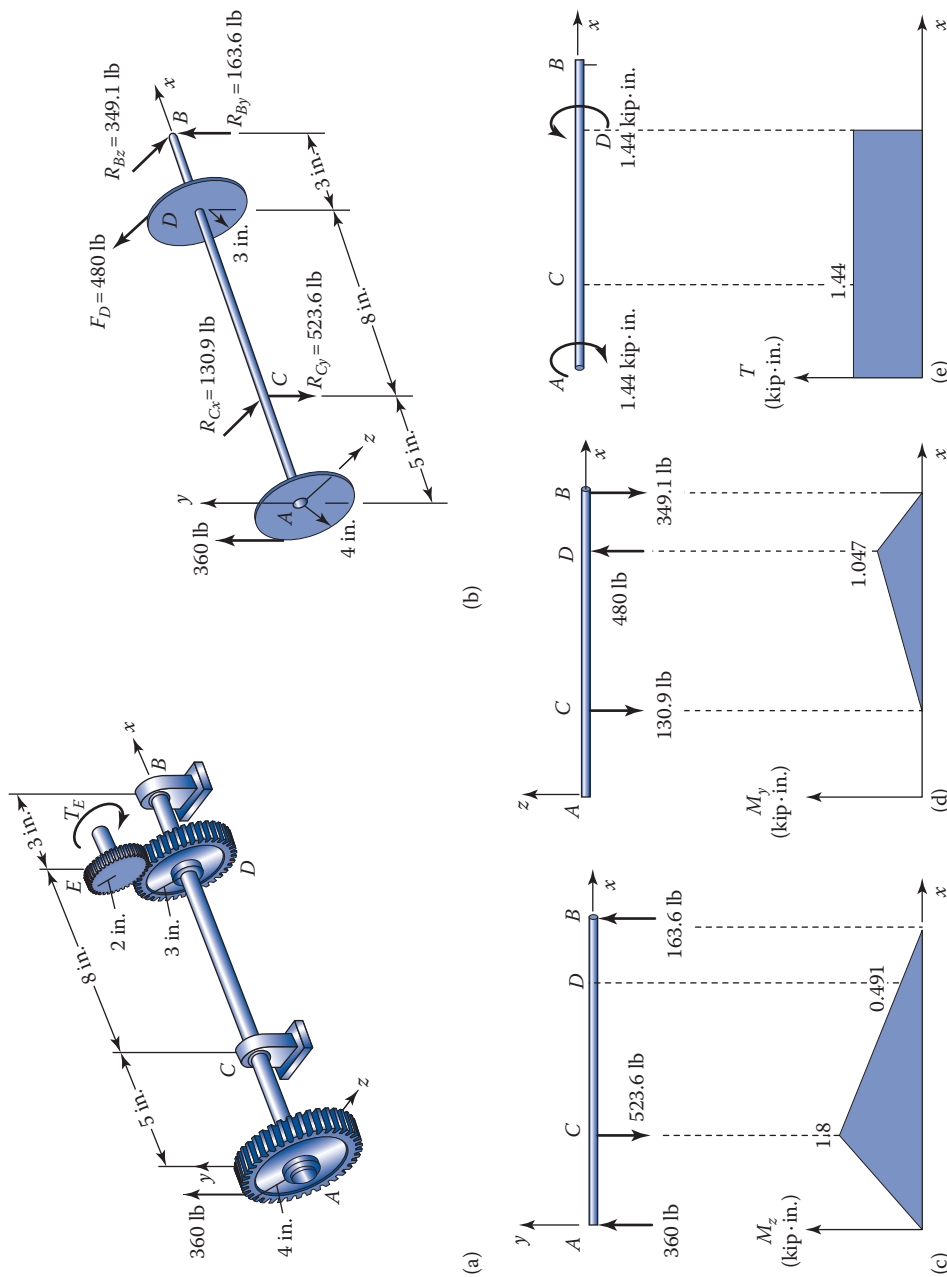 360 lb
y
4 in.
A
z
5 in.
C
8 in.
2 in.
E
T_E
3 in.
3 in.
D
B
x
(a)
360 lb
y
A
4 in.
z
5 in.
R_Cx = 130.9 lb
C
R_Cy = 523.6 lb
8 in.
F_D = 480 lb
D
3 in.
3 in.
R_Bz = 349.1 lb
B
x
R_By = 163.6 lb
(b)
y
A
C
D
B
x
360 lb
523.6 lb
163.6 lb
M_z
(kip·in.)
1.8
0.491
x
(c)
z
A
C
D
B
x
130.9 lb
480 lb
349.1 lb
M_y
(kip·in.)
1.047
x
(d)
A
C
B
x
D
1.44 kip·in.
1.44 kip·in.
T
(kip·in.)
1.44
x
(e)